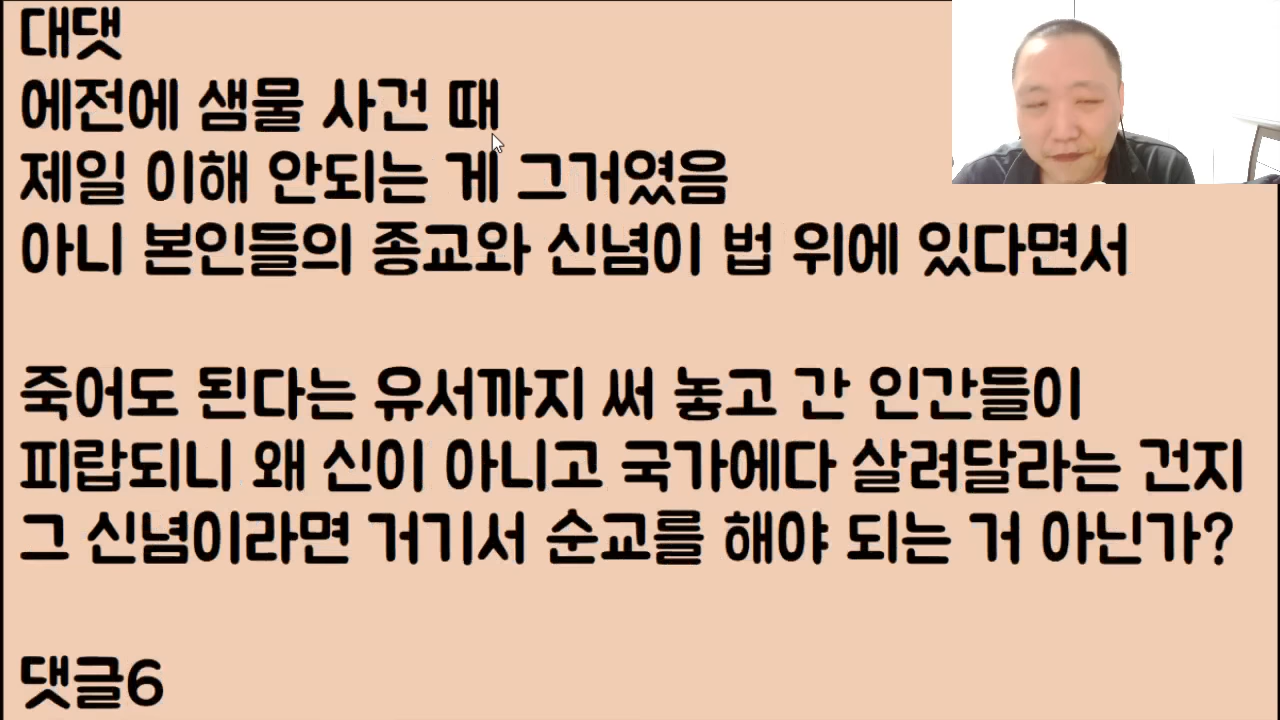 대댓
에전에 샘물 사건 때
제일 이해 안되는 게 그거였음
아니 본인들의 종교와 신념이 법 위에 있다면서
죽어도 된다는 유서까지 써 놓고 간 인간들이
피랍되니 왜 신이 아니고 국가에다 살려달라는 건지
그 신념이라면 거기서 순교를 해야 되는 거 아닌가?
댓글6